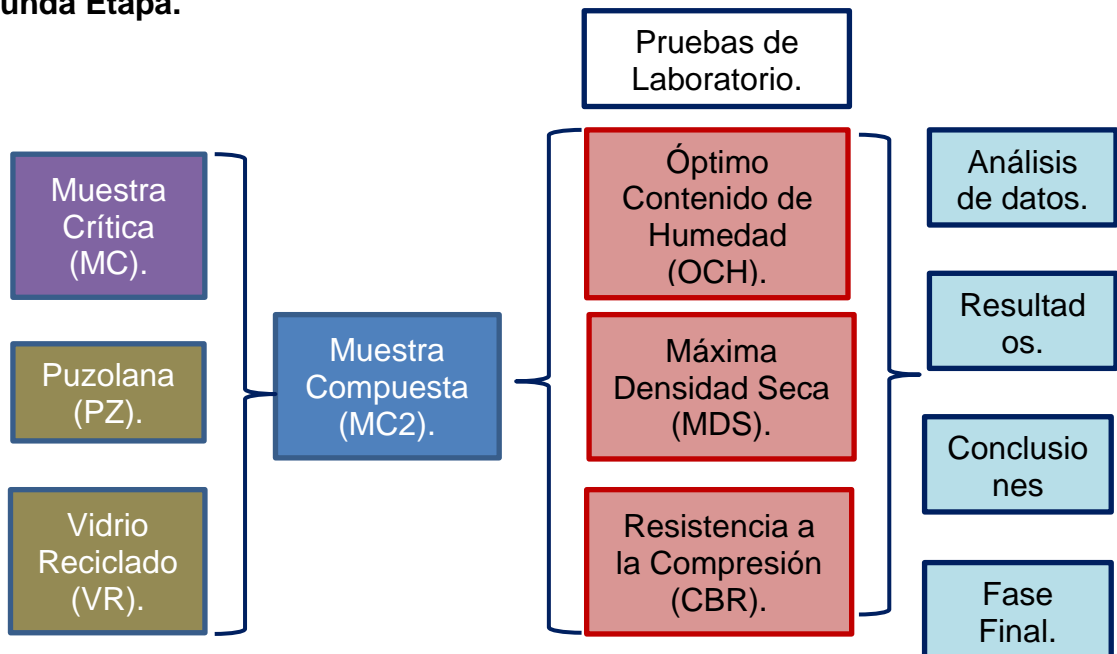 unda Etapa.
Pruebas de
Laboratorio.
Muestra
Crítica
(MC).
Puzolana
(PZ).
Vidrio
Reciclado
(VR).
Muestra
Compuesta
(MC2).
Óptimo
Contenido de
Humedad
(OCH).
Máxima
Densidad Seca
(MDS).
Resistencia a
la Compresión
(CBR).
Análisis
de datos.
Resultad
os.
Conclusio
nes
Fase
Final.